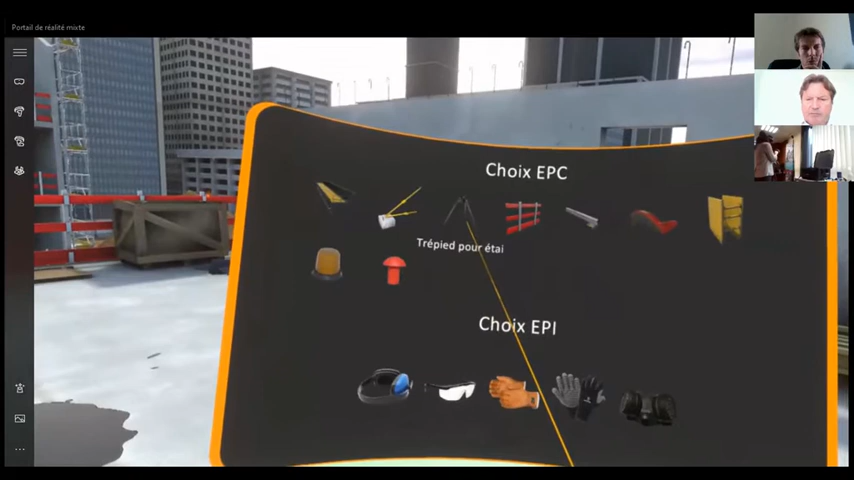 Portail de réalité mixte
Choix EPC
Trépied pour étai
Choix EPI